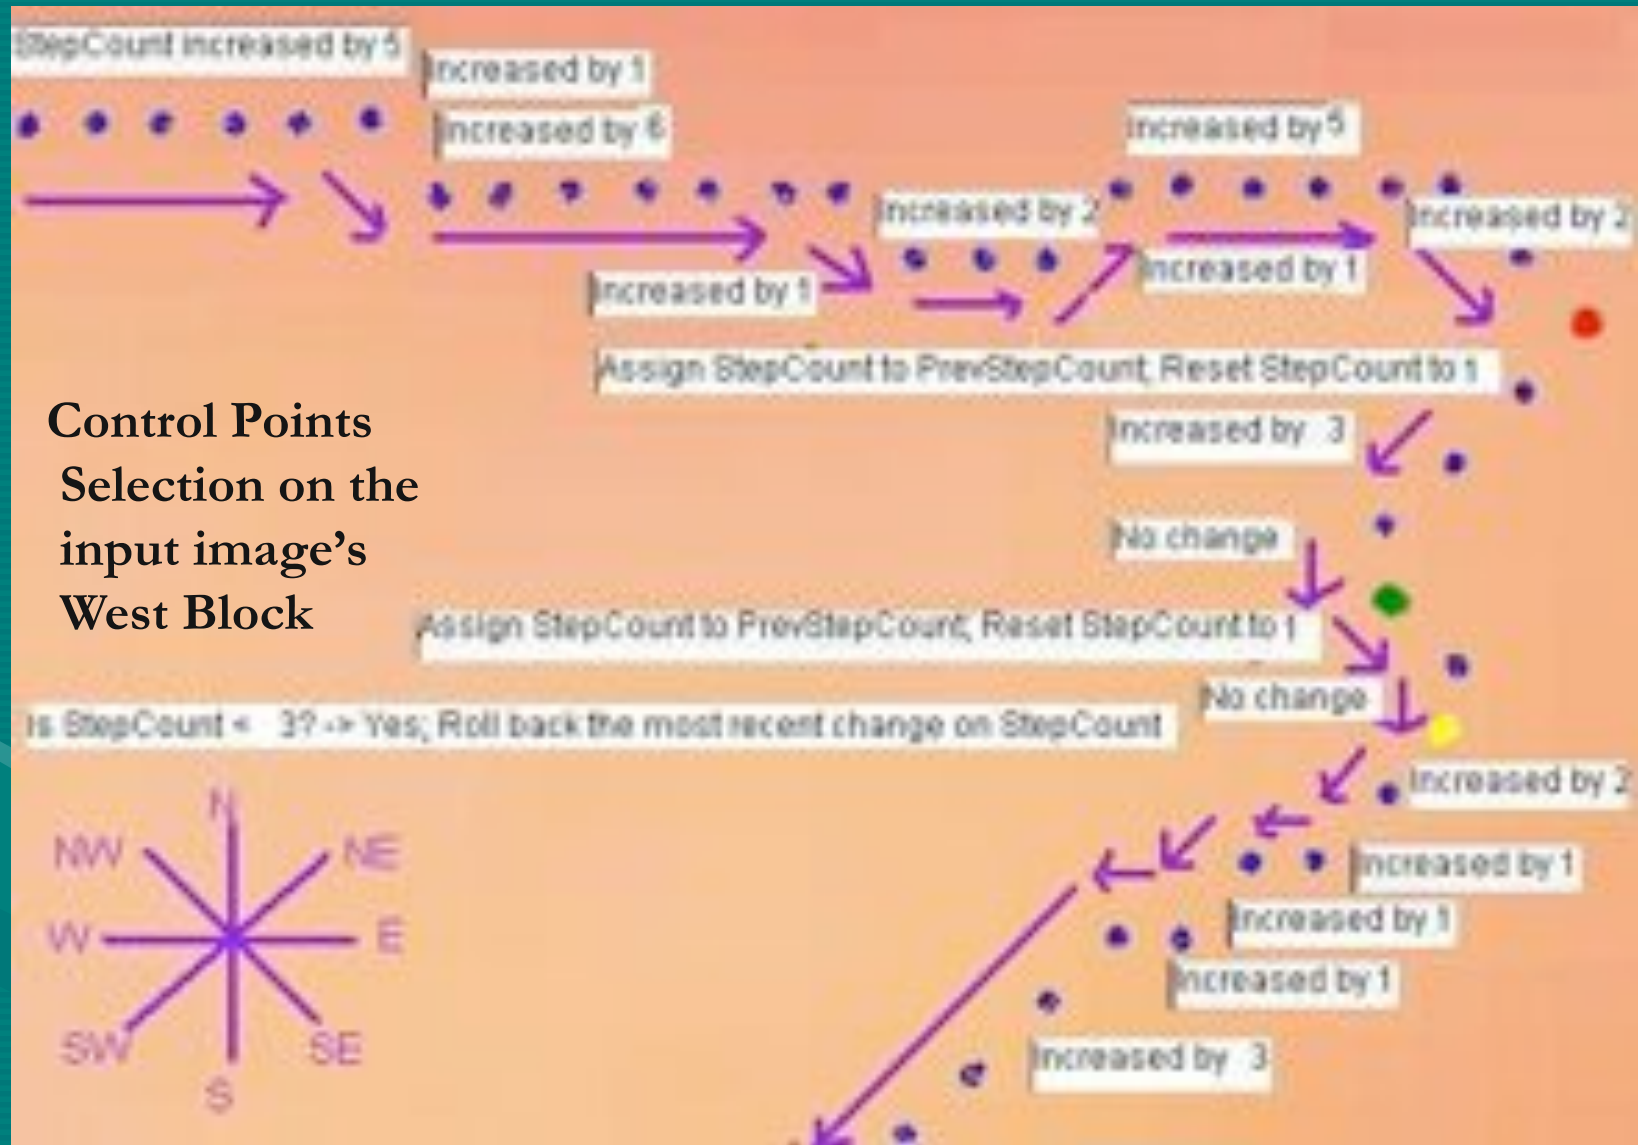 StepCount increased by 5
Increased by 1
Increased by 6
Increased by 5
Increased by 2
Increased by 2
Increased by 1
Increased by 1
Assign StepCount to PrevStepCount; Reset StepCount to 1
Increased by 3
Control Points
Selection on the
input image’s
West Block
No change
Assign StepCount to PrevStepCount; Reset StepCount to 1
No change
Is StepCount < 3? -> Yes; Roll back the most recent change on StepCount
Increased by 2
Increased by 1
Increased by 1
Increased by 1
Increased by 3
N
NW
NE
W
E
SW
SE
S